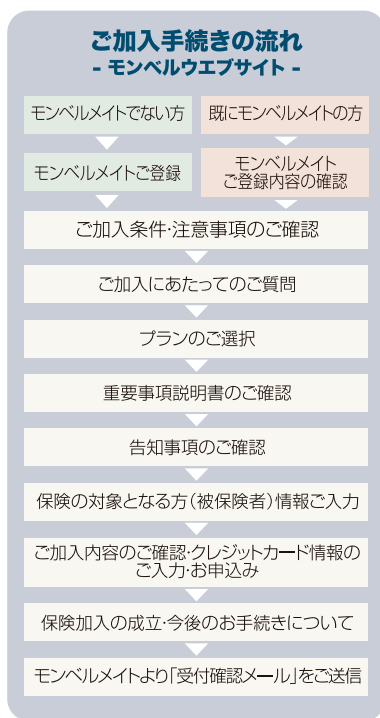 ご加入手続きの流れ
- モンベルウエブサイト -
モンベルメイトでない方
既にモンベルメイトの方
モンベルメイトご登録
モンベルメイト
ご登録内容の確認
ご加入条件・注意事項のご確認
ご加入にあたってのご質問
プランのご選択
重要事項説明書のご確認
告知事項のご確認
保険の対象となる方（被保険者）情報ご入力
ご加入内容のご確認・クレジットカード情報の
ご入力・お申込み
保険加入の成立・今後のお手続きについて
モンベルメイトより「受付確認メール」をご送信